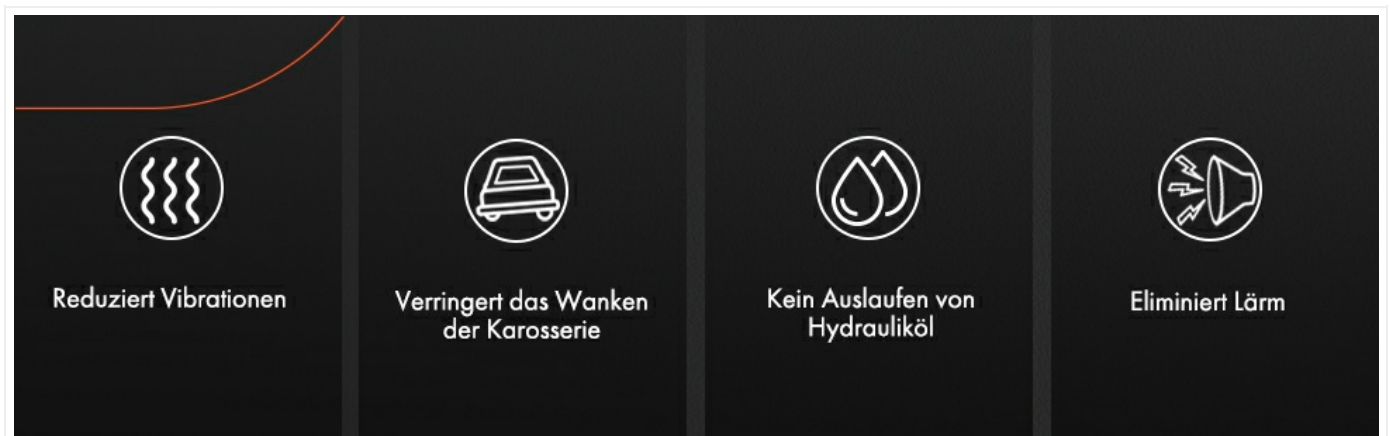 Reduziert Vibrationen
Verringert das Wanken
der Karosserie
Kein Auslaufen von
Hydrauliköl
Eliminiert Lärm